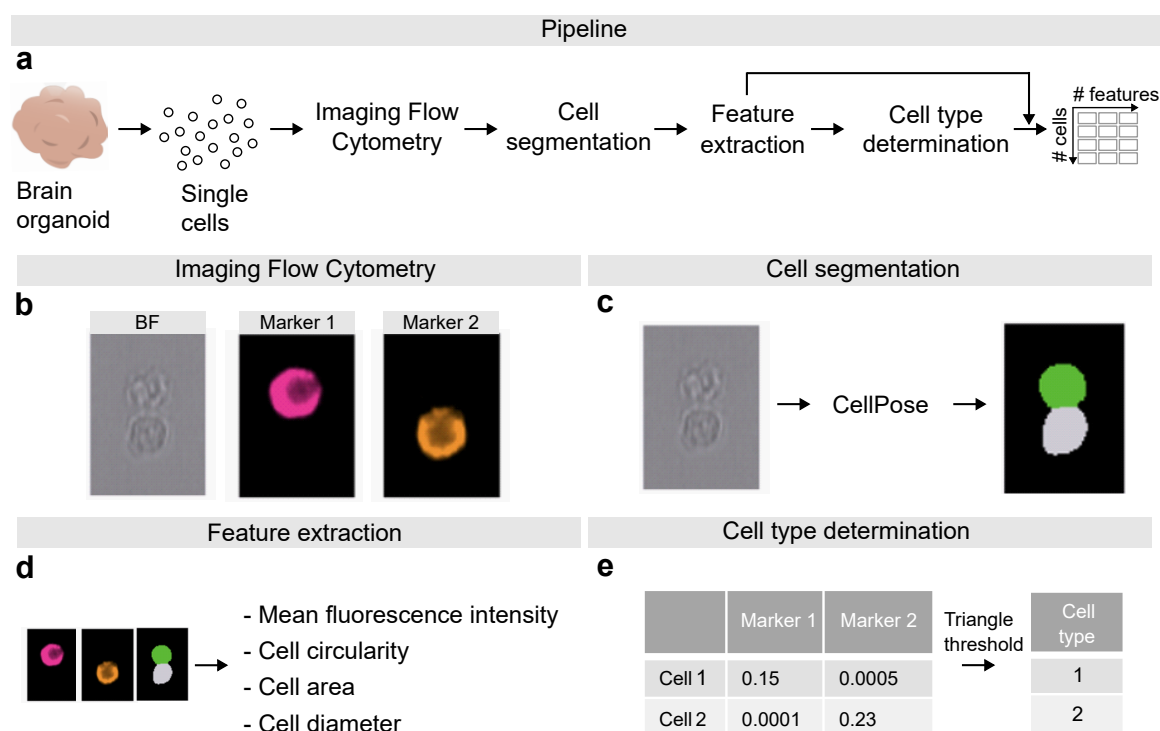 Pipeline
a
Brain
organoid
Single
cells
Imaging Flow
Cytometry
Cell
segmentation
Feature
extraction
Cell type
determination
# features
# cells
Imaging Flow Cytometry
b
BF
Marker 1
Marker 2
Cell segmentation
c
CellPose
Feature extraction
d
- Mean fluorescence intensity
- Cell circularity
- Cell area
- Cell diameter
Cell type determination
e
Marker 1 Marker 2
Cell 1 0.15 0.0005
Cell 2 0.0001 0.23
Triangle
threshold
Cell
type
1
2